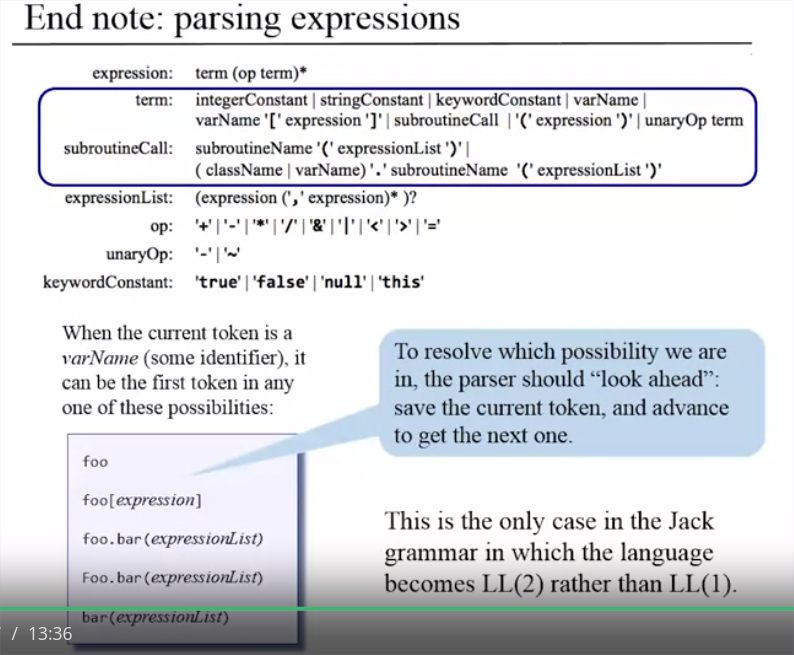 End note: parsing expressions
expression: term (op term)*
term: integerConstant | stringConstant | keywordConstant | varName |
varName '[' expression ']' | subroutineCall | '(' expression ')' | unaryOp term
subroutineCall: subroutineName '(' expressionList ')' |
( className | varName) '.' subroutineName '(' expressionList ')'
expressionList: (expression (',' expression)* )?
op: '+' | '-' | '*' | '/' | '&' | '|' | '<' | '>' | '='
unaryOp: '-' | '~'
keywordConstant: 'true' | 'false' | 'null' | 'this'
When the current token is a
varName (some identifier), it
can be the first token in any
one of these possibilities:
foo
foo[expression]
foo.bar(expressionList)
Foo.bar(expressionList)
bar(expressionList)
To resolve which possibility we are
in, the parser should “look ahead”:
save the current token, and advance
to get the next one.
This is the only case in the Jack
grammar in which the language
becomes LL(2) rather than LL(1).
/ 13:36